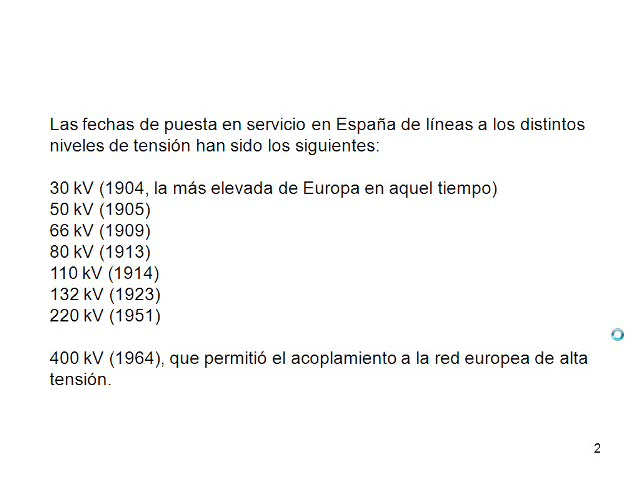 Las fechas de puesta en servicio en España de líneas a los distintos
niveles de tensión han sido los siguientes:
30 kV (1904, la más elevada de Europa en aquel tiempo)
50 kV (1905)
66 kV (1909)
80 kV (1913)
110 kV (1914)
132 kV (1923)
220 kV (1951)
400 kV (1964), que permitió el acoplamiento a la red europea de alta
tensión.
2